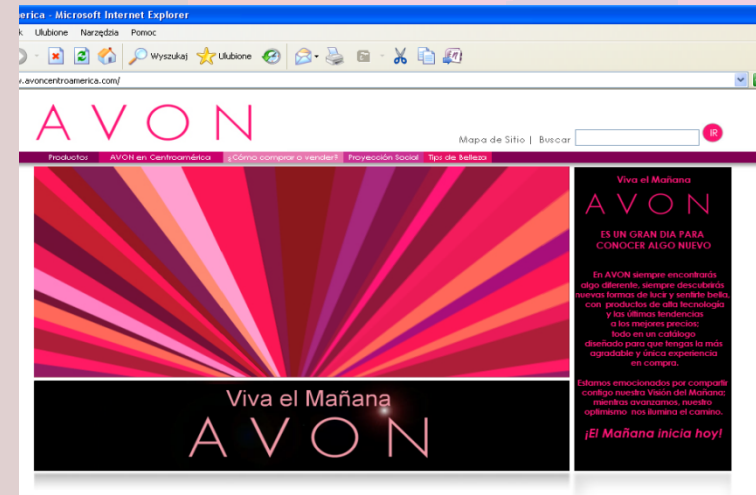 erica - Microsoft Internet Explorer
Ulubione Narzędzia Pomoc
Wyszukaj Ulubione
.avoncentroamerica.com/
AVON
Mapa de Sitio | Buscar IR
Productos AVON en Centroamérica ¿Cómo comprar o vender? Proyección Social Tips de Belleza
Viva el Mañana
AVON
ES UN GRAN DIA PARA
CONOCER ALGO NUEVO
En AVON siempre encontrarás
algo diferente, siempre descubrirás
nuevas formas de lucir y sentirte bella,
con productos de alta tecnología
y las últimas tendencias
a los mejores precios;
todo en un catálogo
diseñado para que tengas la más
agradable y única experiencia
en compra.
Estamos emocionados por compartir
contigo nuestra Visión del Mañana;
mientras avanzamos, nuestro
optimismo nos ilumina el camino.
¡El Mañana inicia hoy!
Viva el Mañana
AVON